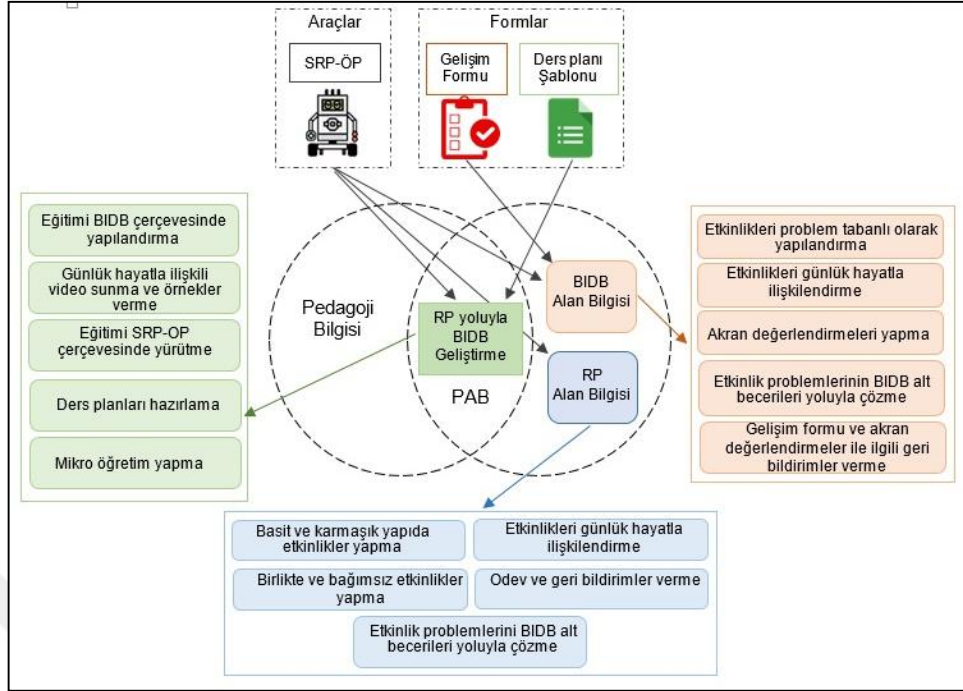 Araçlar
SRP-ÖP
Formlar
Gelişim
Formu
Ders planı
Şablonu
Eğitimi BIDB çerçevesinde
yapılandırma
Günlük hayatla ilişkili
video sunma ve örnekler
verme
Eğitimi SRP-OP
çerçevesinde yürütme
Ders planları hazırlama
Mikro öğretim yapma
Pedagoji
Bilgisi
RP yoluyla
BIDB
Geliştirme
PAB
BIDB
Alan Bilgisi
RP
Alan Bilgisi
Etkinlikleri problem tabanlı olarak
yapılandırma
Etkinlikleri günlük hayatla
ilişkilendirme
Akran değerlendirmeleri yapma
Etkinlik problemlerinin BIDB alt
becerileri yoluyla çözme
Gelişim formu ve akran
değerlendirmeler ile ilgili geri
bildirimler verme
Basit ve karmaşık yapıda
etkinlikler yapma
Etkinlikleri günlük hayatla
ilişkilendirme
Birlikte ve bağımsız etkinlikler
yapma
Odev ve geri bildirimler verme
Etkinlik problemlerini BIDB alt
becerileri yoluyla çözme